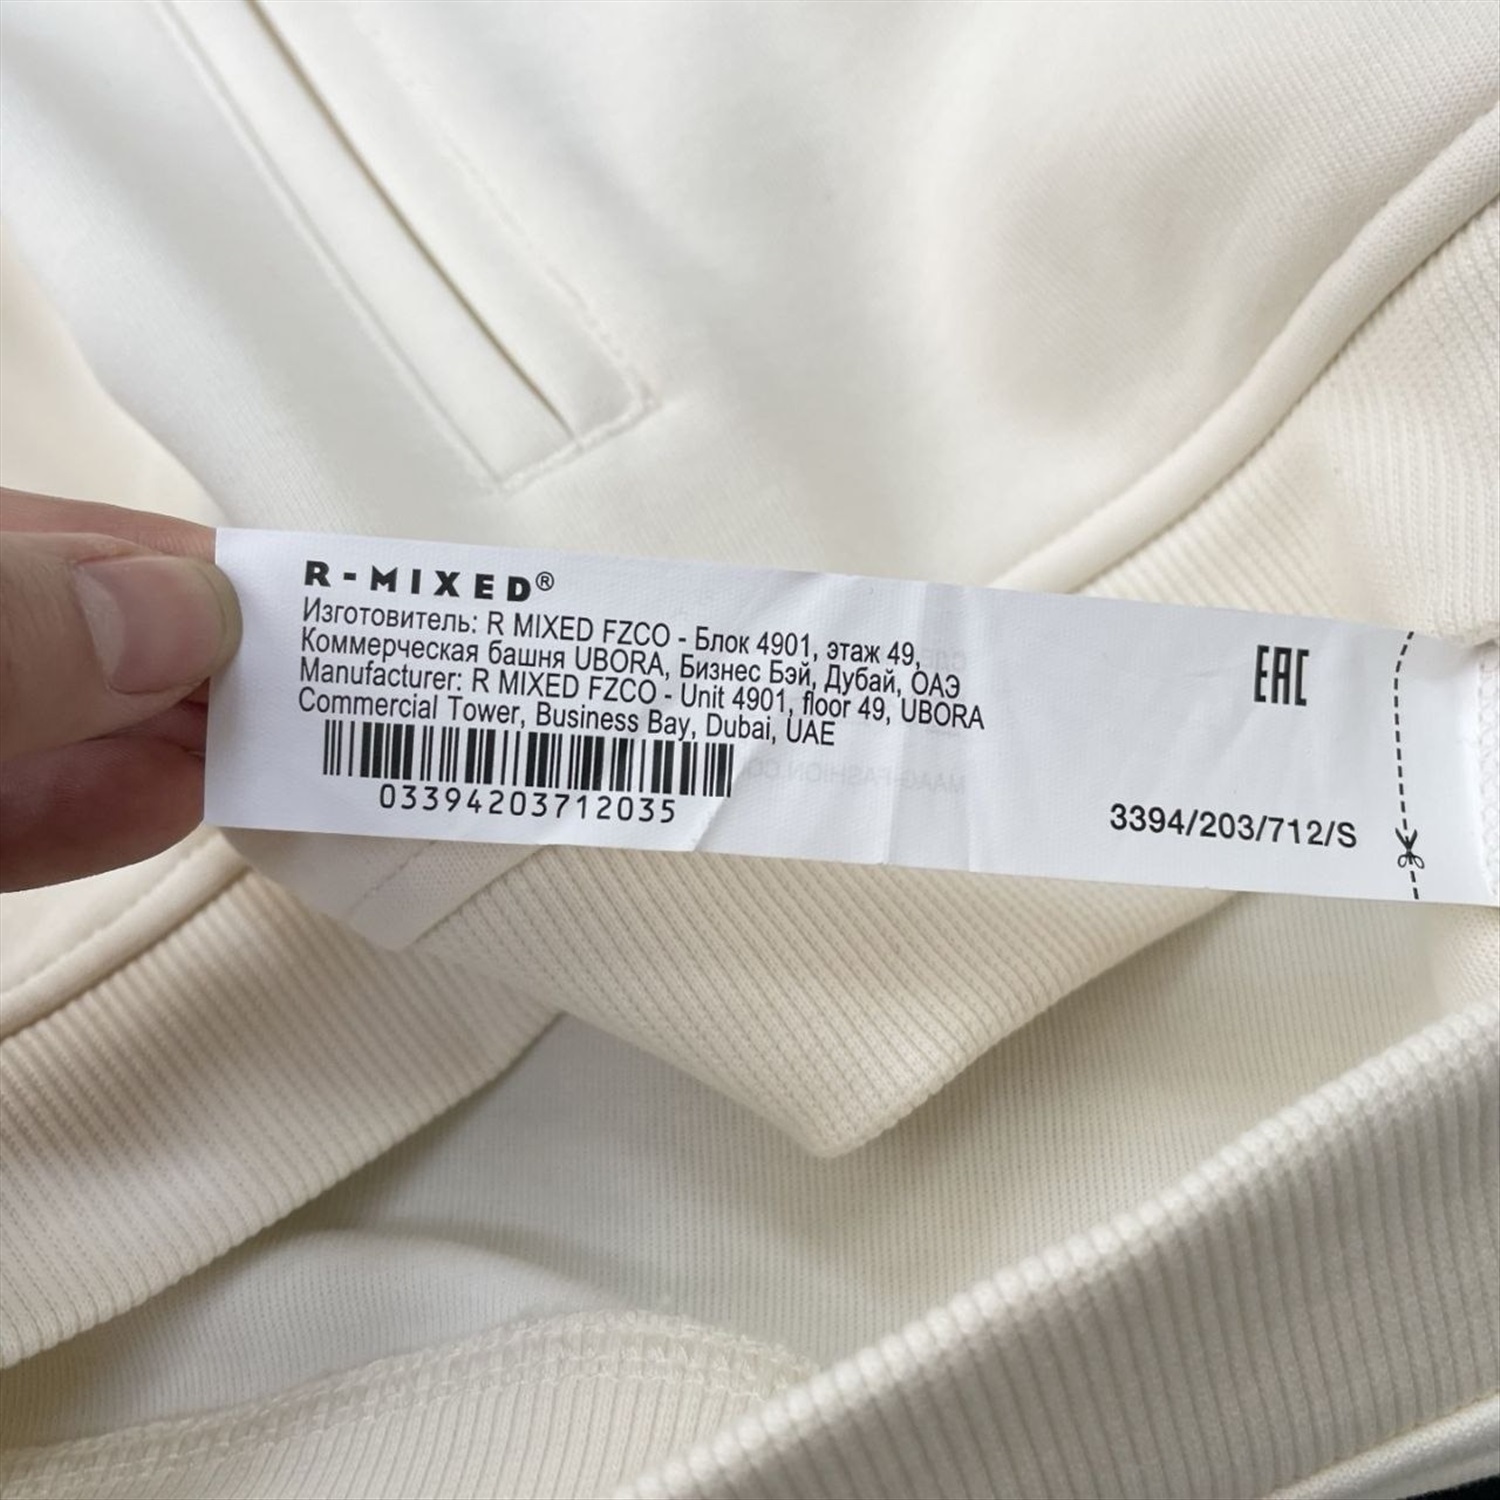 R-MIXED®
Изготовитель: R MIXED FZCO - Блок 4901, этаж 49,
Коммерческая башня UBORA, Бизнес Бэй, Дубай, ОАЭ
Manufacturer: R MIXED FZCO - Unit 4901, floor 49, UBORA
Commercial Tower, Business Bay, Dubai, UAE
03394203712035
EAC
3394/203/712/S